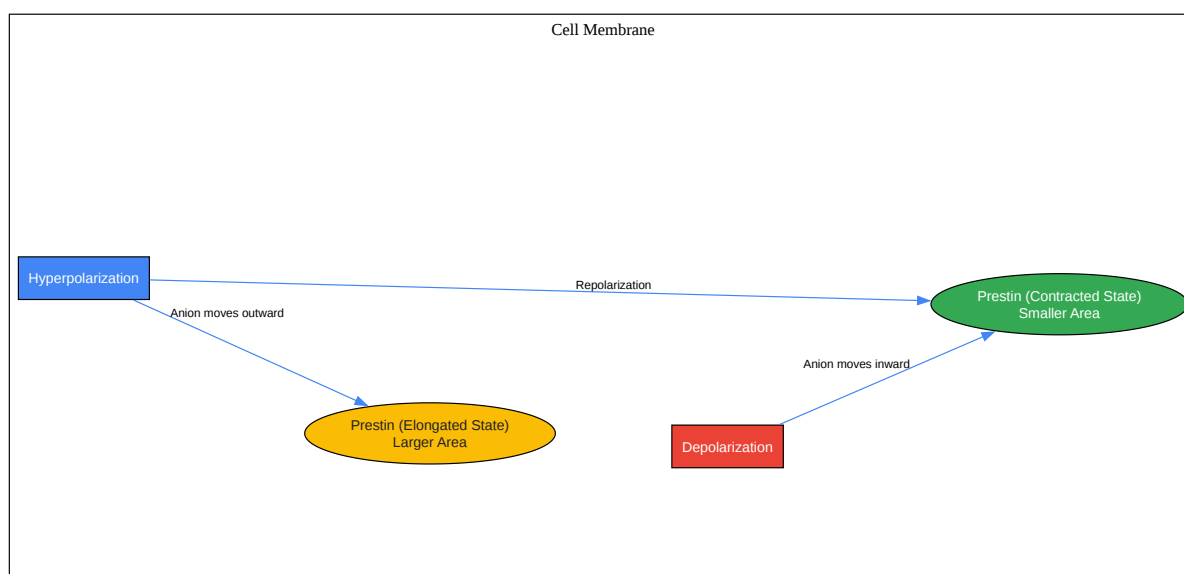 Cell Membrane
Hyperpolarization
Repolarization
Prestin (Contracted State)
Smaller Area
Anion moves outward
Anion moves inward
Prestin (Elongated State)
Larger Area
Depolarization